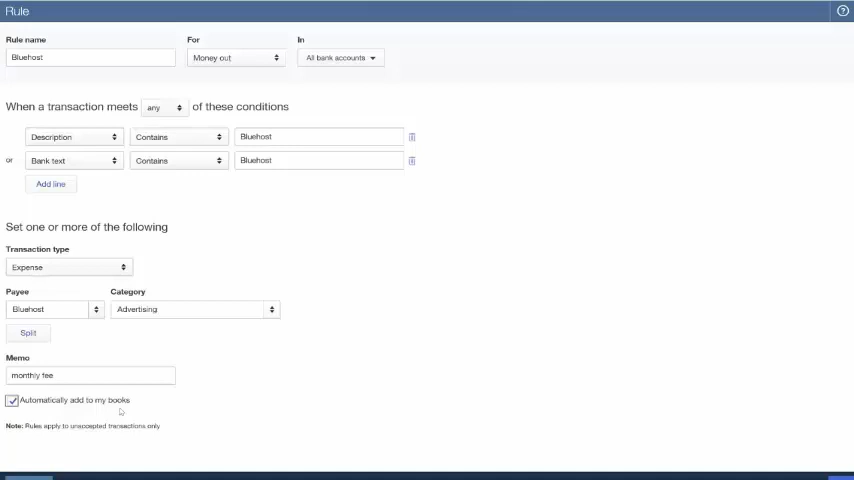 Rule
Rule name For In
Bluehost Money out All bank accounts
When a transaction meets any of these conditions
Description Contains Bluehost
or Bank text Contains Bluehost
Add line
Set one or more of the following
Transaction type
Expense
Payee Category
Bluehost Advertising
Split
Memo
monthly fee
Automatically add to my books
Note: Rules apply to unaccepted transactions only